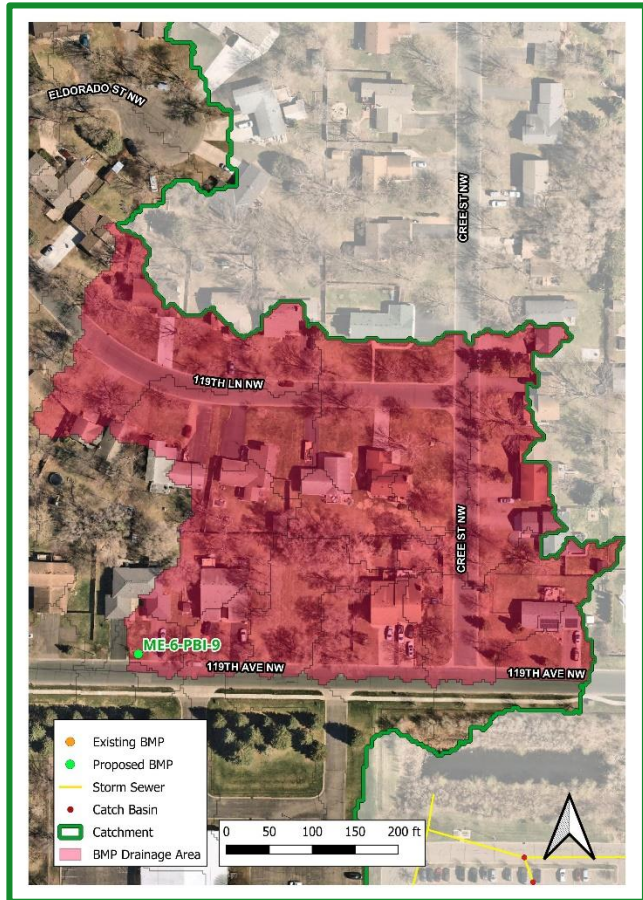 ELDORADO ST NW
CREE ST NW
119TH LN NW
CREE ST NW
ME-6-PBI-9
119TH AVE NW
119TH AVE NW
Existing BMP
Proposed BMP
Storm Sewer
Catch Basin
Catchment
BMP Drainage Area
0 50 100 150 200 ft